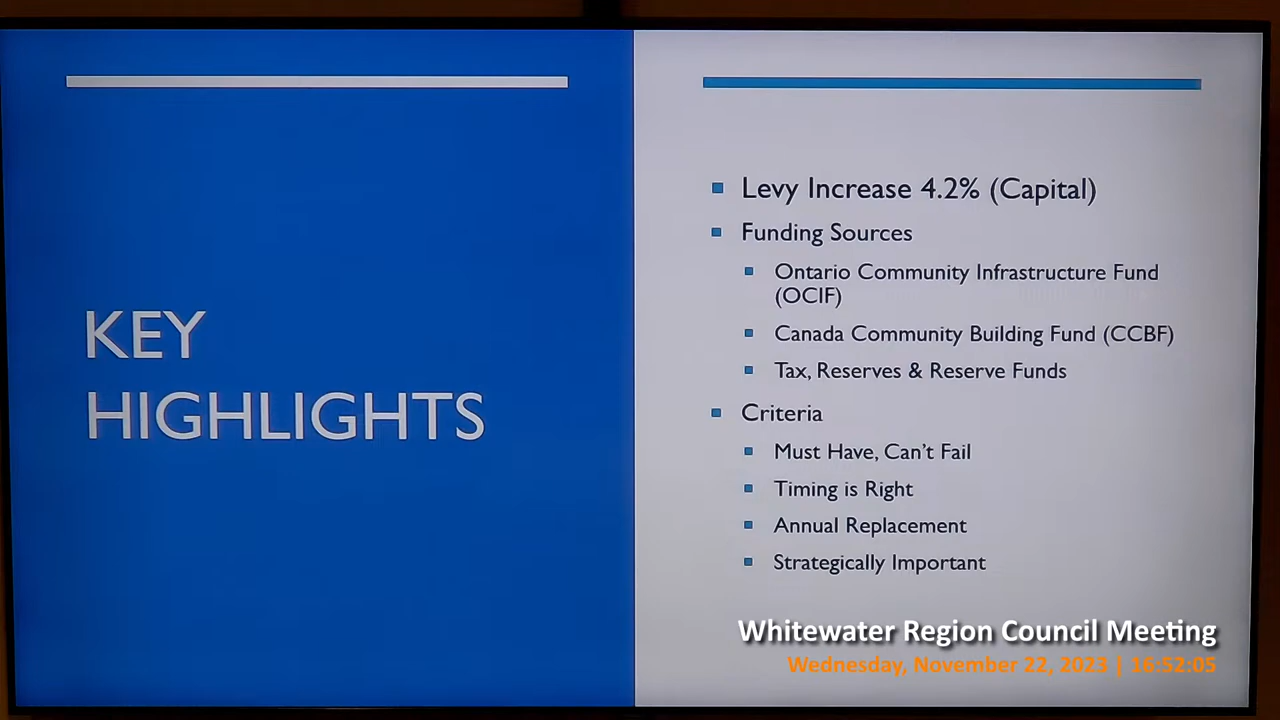 KEY
HIGHLIGHTS
Levy Increase 4.2% (Capital)
Funding Sources
Ontario Community Infrastructure Fund
(OCIF)
Canada Community Building Fund (CCBF)
Tax, Reserves & Reserve Funds
Criteria
Must Have, Can't Fail
Timing is Right
Annual Replacement
Strategically Important
Whitewater Region Council Meeting
Wednesday, November 22, 2023 | 16:52:05